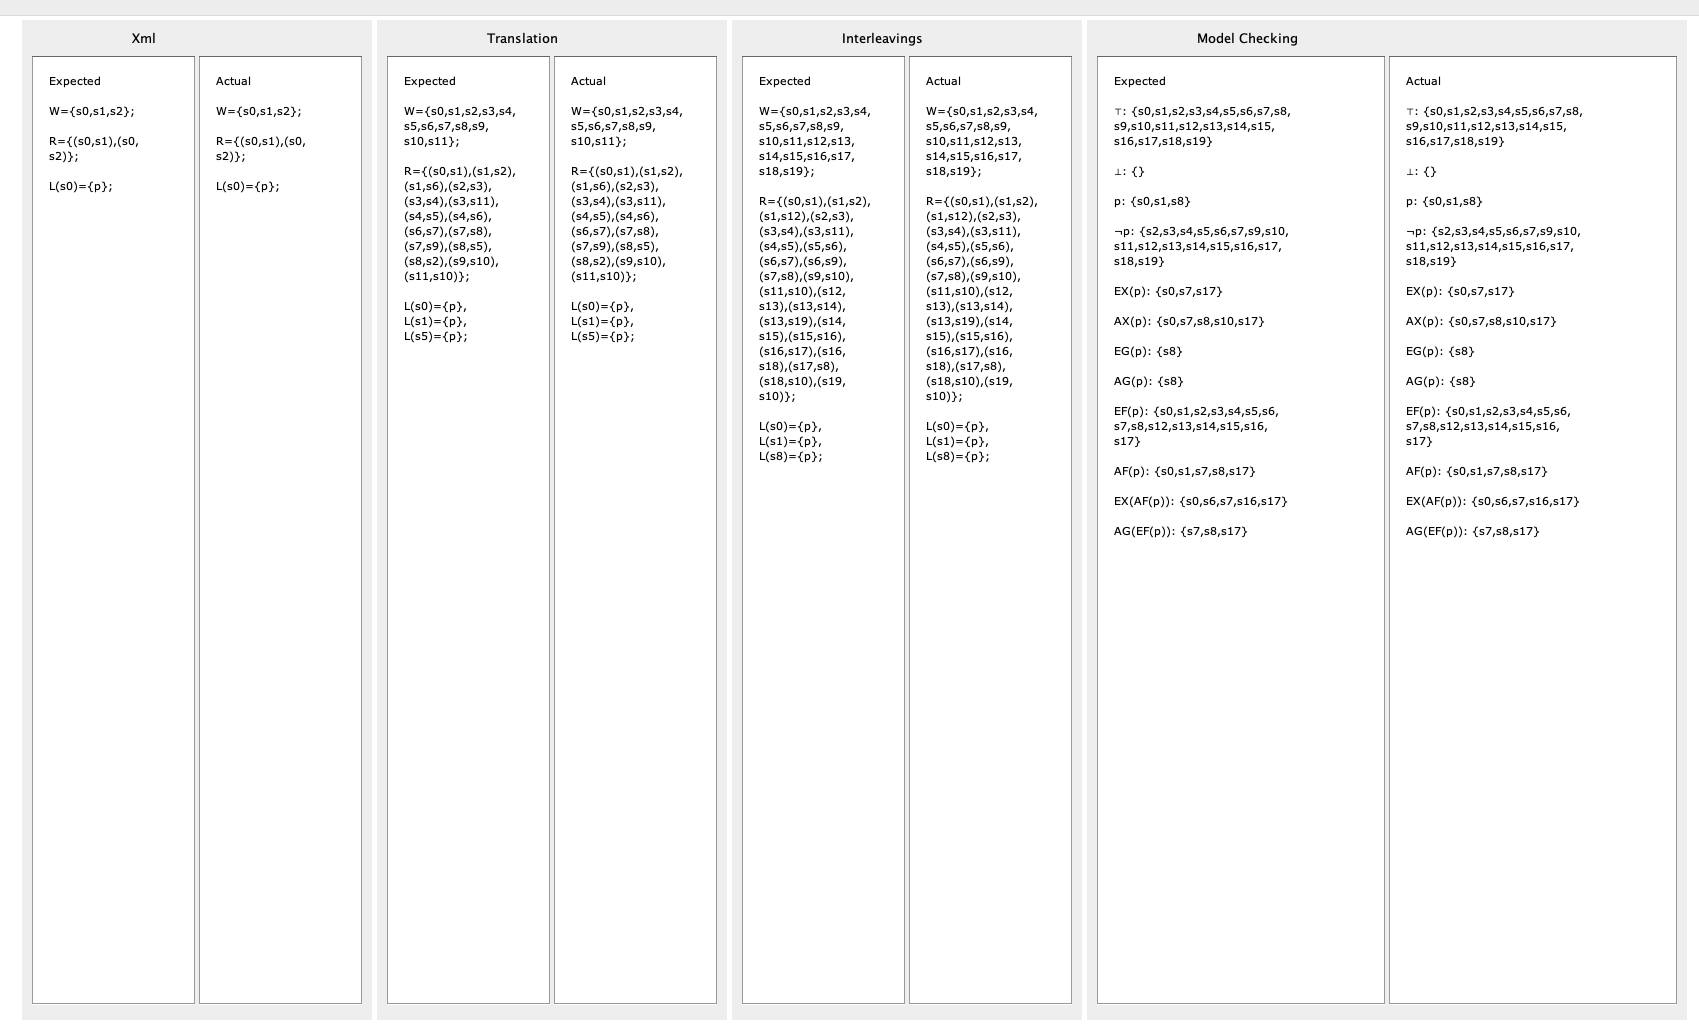 Xml
Expected
W={s0,s1,s2};
R={(s0,s1),(s0,
s2)};
L(s0)={p};
Actual
W={s0,s1,s2};
R={(s0,s1),(s0,
s2)};
L(s0)={p};
Translation
Expected
W={s0,s1,s2,s3,s4,
s5,s6,s7,s8,s9,
s10,s11};
R={(s0,s1),(s1,s2),
(s1,s6),(s2,s3),
(s3,s4),(s3,s11),
(s4,s5),(s4,s6),
(s6,s7),(s7,s8),
(s7,s9),(s8,s5),
(s8,s2),(s9,s10),
(s11,s10)};
L(s0)={p},
L(s1)={p},
L(s5)={p};
Actual
W={s0,s1,s2,s3,s4,
s5,s6,s7,s8,s9,
s10,s11};
R={(s0,s1),(s1,s2),
(s1,s6),(s2,s3),
(s3,s4),(s3,s11),
(s4,s5),(s4,s6),
(s6,s7),(s7,s8),
(s7,s9),(s8,s5),
(s8,s2),(s9,s10),
(s11,s10)};
L(s0)={p},
L(s1)={p},
L(s5)={p};
Interleavings
Expected
W={s0,s1,s2,s3,s4,
s5,s6,s7,s8,s9,
s10,s11,s12,s13,
s14,s15,s16,s17,
s18,s19};
R={(s0,s1),(s1,s2),
(s1,s12),(s2,s3),
(s3,s4),(s3,s11),
(s4,s5),(s5,s6),
(s6,s7),(s6,s9),
(s7,s8),(s9,s10),
(s11,s10),(s12,
s13),(s13,s14),
(s13,s19),(s14,
s15),(s15,s16),
(s16,s17),(s16,
s18),(s17,s8),
(s18,s10),(s19,
s10)};
L(s0)={p},
L(s1)={p},
L(s8)={p};
Actual
W={s0,s1,s2,s3,s4,
s5,s6,s7,s8,s9,
s10,s11,s12,s13,
s14,s15,s16,s17,
s18,s19};
R={(s0,s1),(s1,s2),
(s1,s12),(s2,s3),
(s3,s4),(s3,s11),
(s4,s5),(s5,s6),
(s6,s7),(s6,s9),
(s7,s8),(s9,s10),
(s11,s10),(s12,
s13),(s13,s14),
(s13,s19),(s14,
s15),(s15,s16),
(s16,s17),(s16,
s18),(s17,s8),
(s18,s10),(s19,
s10)};
L(s0)={p},
L(s1)={p},
L(s8)={p};
Model Checking
Expected
⊤: {s0,s1,s2,s3,s4,s5,s6,s7,s8,
s9,s10,s11,s12,s13,s14,s15,
s16,s17,s18,s19}
⊥: {}
p: {s0,s1,s8}
¬p: {s2,s3,s4,s5,s6,s7,s9,s10,
s11,s12,s13,s14,s15,s16,s17,
s18,s19}
EX(p): {s0,s7,s17}
AX(p): {s0,s7,s8,s10,s17}
EG(p): {s8}
AG(p): {s8}
EF(p): {s0,s1,s2,s3,s4,s5,s6,
s7,s8,s12,s13,s14,s15,s16,
s17}
AF(p): {s0,s1,s7,s8,s17}
EX(AF(p)): {s0,s6,s7,s16,s17}
AG(EF(p)): {s7,s8,s17}
Actual
⊤: {s0,s1,s2,s3,s4,s5,s6,s7,s8,
s9,s10,s11,s12,s13,s14,s15,
s16,s17,s18,s19}
⊥: {}
p: {s0,s1,s8}
¬p: {s2,s3,s4,s5,s6,s7,s9,s10,
s11,s12,s13,s14,s15,s16,s17,
s18,s19}
EX(p): {s0,s7,s17}
AX(p): {s0,s7,s8,s10,s17}
EG(p): {s8}
AG(p): {s8}
EF(p): {s0,s1,s2,s3,s4,s5,s6,
s7,s8,s12,s13,s14,s15,s16,
s17}
AF(p): {s0,s1,s7,s8,s17}
EX(AF(p)): {s0,s6,s7,s16,s17}
AG(EF(p)): {s7,s8,s17}